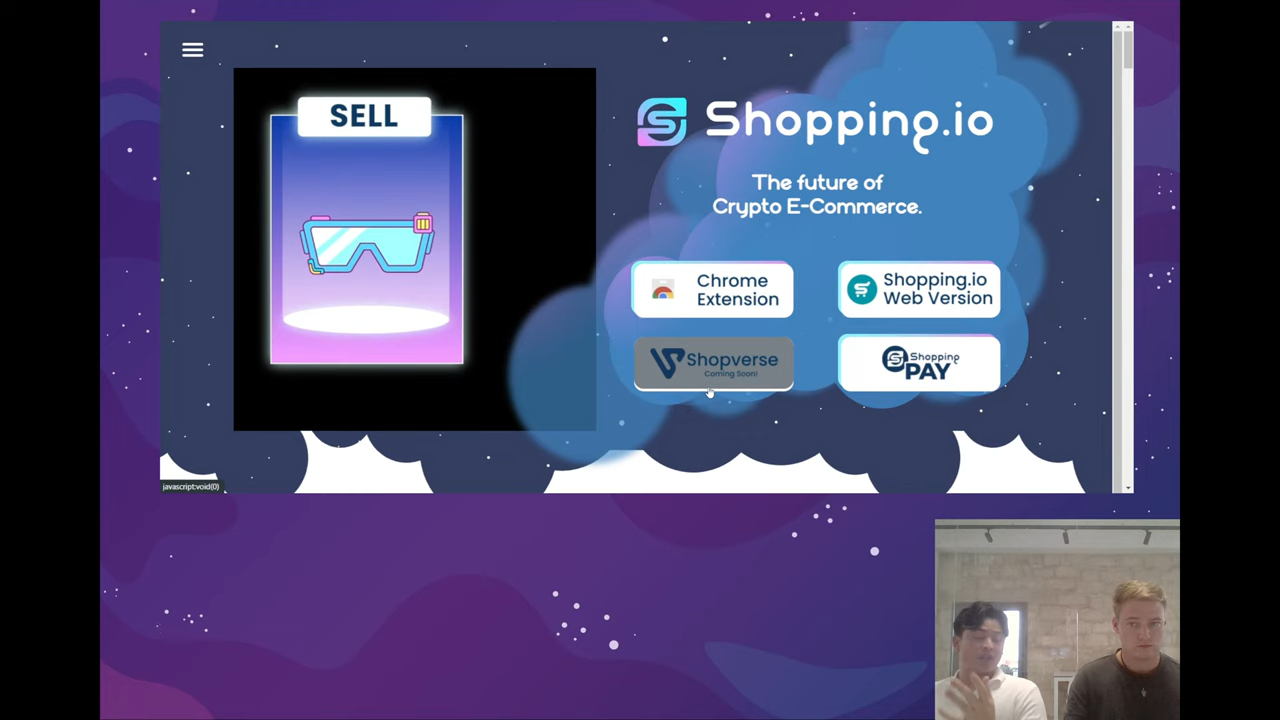 SELL
Shopping.io
The future of
Crypto E-Commerce.
Chrome
Extension
Shopping.io
Web Version
Shopverse
Coming Soon!
Shopping
PAY
javascript:void(0)